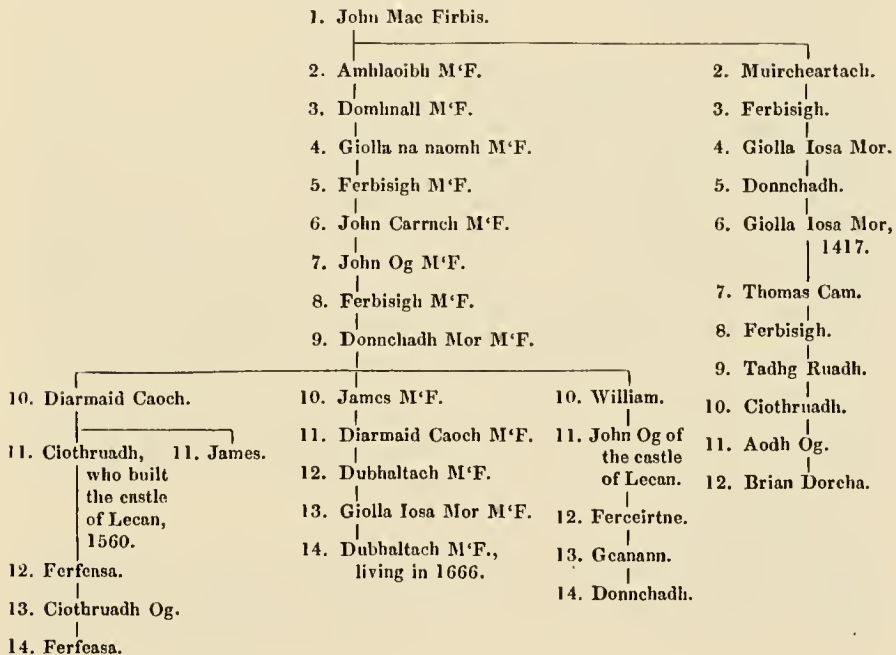 1. John Mac Firbis.
2. Amhlaoibh M‘F.
3. Domhnall M‘F.
4. Giolla na naomh M‘F.
5. Ferbisigh M‘F.
6. John Carrach M‘F.
7. John Og M‘F.
8. Ferbisigh M‘F.
9. Donnchadh Mor M‘F.
2. Muircheartach.
3. Ferbisigh.
4. Giolla Iosa Mor.
5. Donnchadh.
6. Giolla Iosa Mor,
1417.
7. Thomas Cam.
8. Ferbisigh.
9. Tadhg Ruadh.
10. Ciothruadh.
11. Aodh Og.
12. Brian Dorcha.
10. Diarmaid Caoch.
11. Ciothruadh,
who built
the castle
of Lecan,
1560.
11. James.
12. Ferfeasa.
13. Ciothruadh Og.
14. Ferfeasa.
10. James M‘F.
11. Diarmaid Caoch M‘F.
12. Dubhaltach M‘F.
13. Giolla Iosa Mor M‘F.
14. Dubhaltach M‘F.,
living in 1666.
10. William.
11. John Og of
the castle
of Lecan.
12. Ferceirtne.
13. Geanann.
14. Donnchadh.